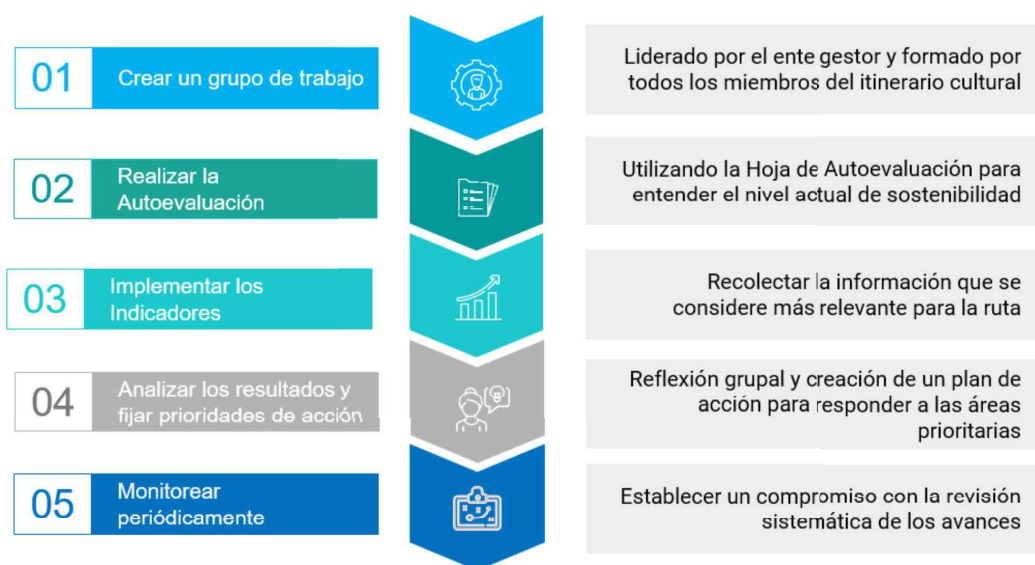 01
Crear un grupo de trabajo
Liderado por el ente gestor y formado por
todos los miembros del itinerario cultural
02
Realizar la
Autoevaluación
Utilizando la Hoja de Autoevaluación para
entender el nivel actual de sostenibilidad
03
Implementar los
Indicadores
Recolectar la información que se
considere más relevante para la ruta
04
Analizar los resultados y
fijar prioridades de acción
Reflexión grupal y creación de un plan de
acción para responder a las áreas
prioritarias
05
Monitorear
periódicamente
Establecer un compromiso con la revisión
sistemática de los avances